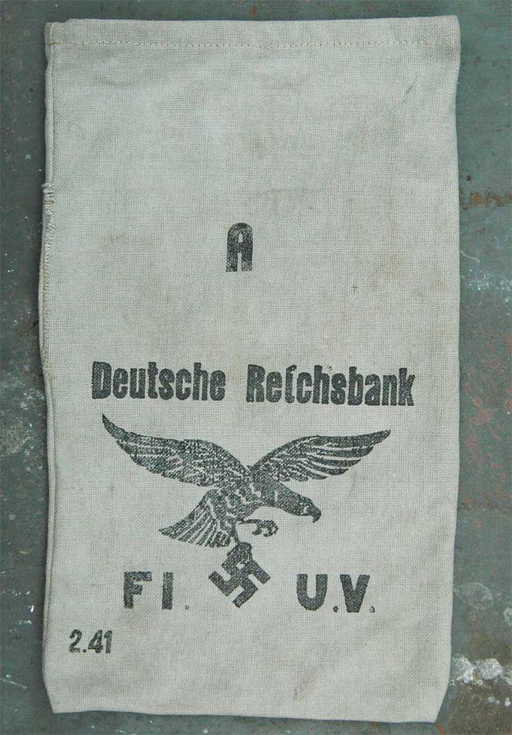 A
Deutsche Reichsbank
Fl. U.V.
2.41